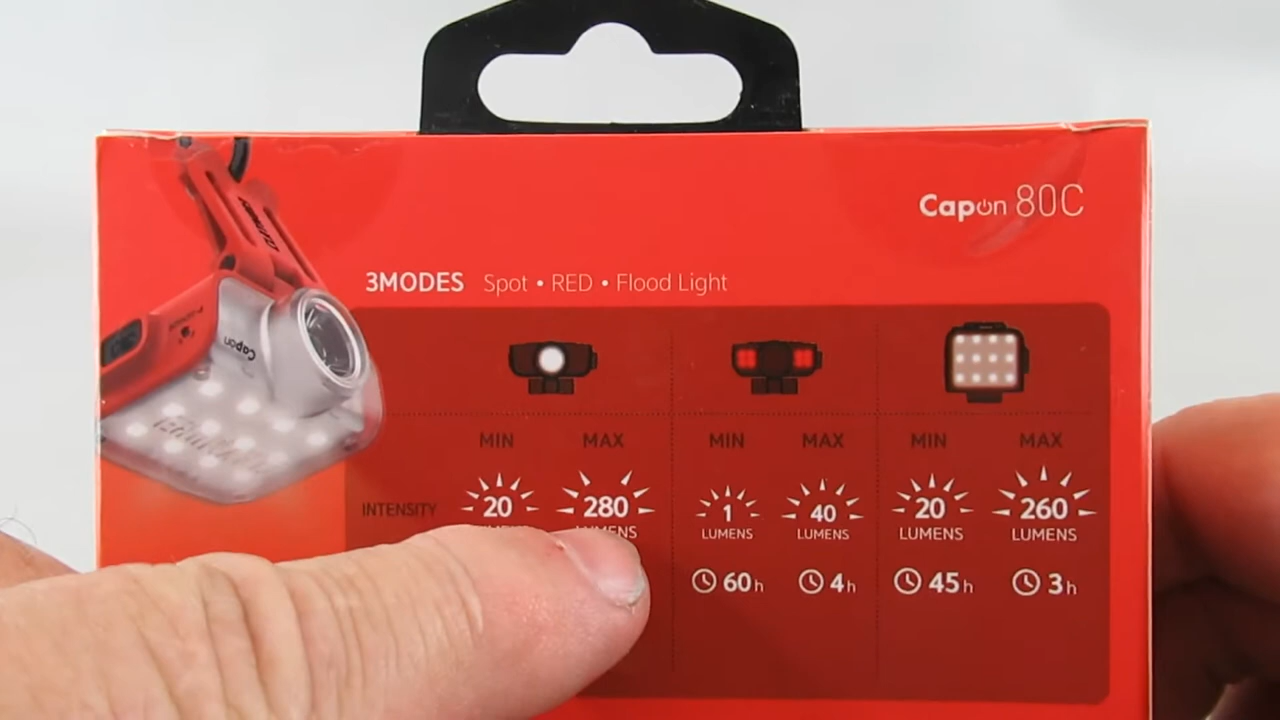 Capon 80C
3MODES Spot • RED • Flood Light
Capon
MIN MAX MIN MAX MIN MAX
INTENSITY 20 280 1 40 20 260
LUMENS LUMENS LUMENS LUMENS LUMENS
60h 4h 45h 3h